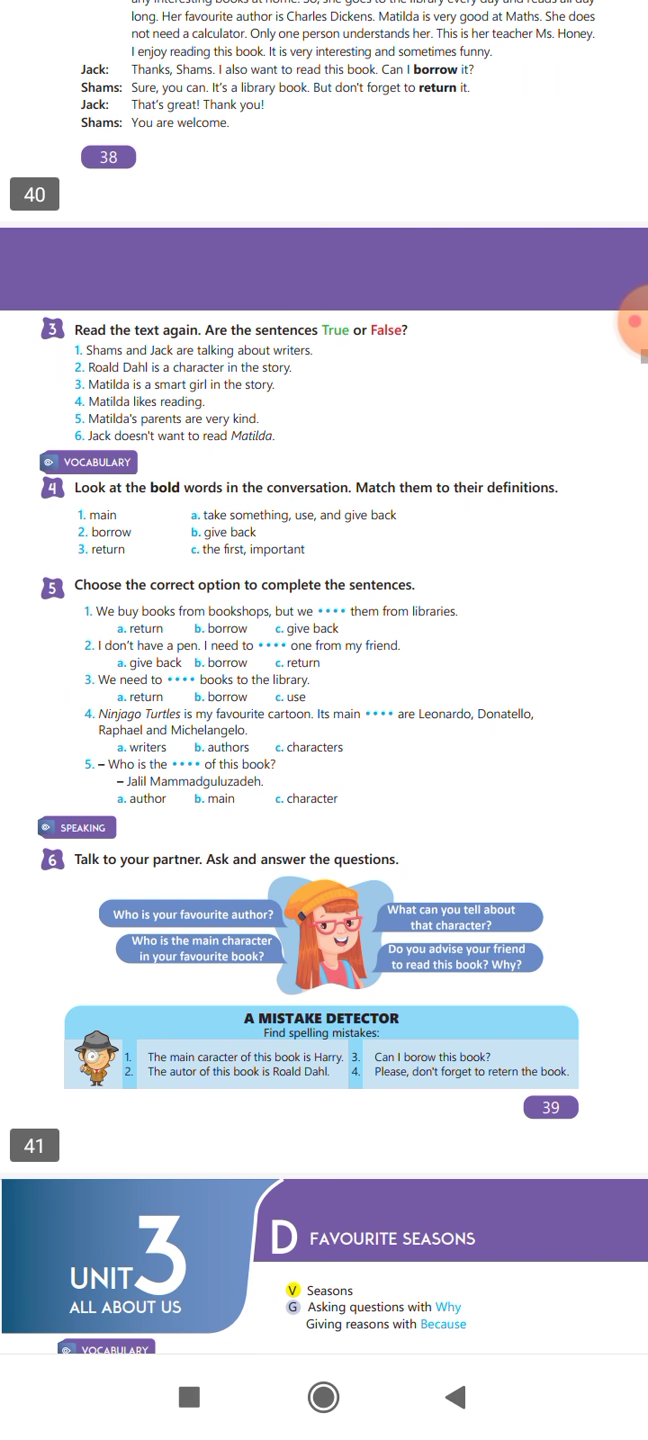 any interesting books at home. So, she goes to the library every day and reads all day
long. Her favourite author is Charles Dickens. Matilda is very good at Maths. She does
not need a calculator. Only one person understands her. This is her teacher Ms. Honey.
I enjoy reading this book. It is very interesting and sometimes funny.
Jack: Thanks, Shams. I also want to read this book. Can I borrow it?
Shams: Sure, you can. It's a library book. But don't forget to return it.
Jack: That's great! Thank you!
Shams: You are welcome.
38
40
3 Read the text again. Are the sentences True or False?
1. Shams and Jack are talking about writers.
2. Roald Dahl is a character in the story.
3. Matilda is a smart girl in the story.
4. Matilda likes reading.
5. Matilda's parents are very kind.
6. Jack doesn't want to read Matilda.
VOCABULARY
4 Look at the bold words in the conversation. Match them to their definitions.
1. main a. take something, use, and give back
2. borrow b. give back
3. return c. the first, important
5 Choose the correct option to complete the sentences.
1. We buy books from bookshops, but we •••• them from libraries.
a. return b. borrow c. give back
2. I don't have a pen. I need to •••• one from my friend.
a. give back b. borrow c. return
3. We need to •••• books to the library.
a. return b. borrow c. use
4. Ninjago Turtles is my favourite cartoon. Its main •••• are Leonardo, Donatello,
Raphael and Michelangelo.
a. writers b. authors c. characters
5. – Who is the •••• of this book?
– Jalil Mammadguluzadeh.
a. author b. main c. character
SPEAKING
6 Talk to your partner. Ask and answer the questions.
Who is your favourite author?
Who is the main character
in your favourite book?
What can you tell about
that character?
Do you advise your friend
to read this book? Why?
A MISTAKE DETECTOR
Find spelling mistakes:
1. The main caracter of this book is Harry.
2. The autor of this book is Roald Dahl.
3. Can I borow this book?
4. Please, don't forget to retern the book.
39
41
UNIT 3
ALL ABOUT US
D FAVOURITE SEASONS
V Seasons
G Asking questions with Why
Giving reasons with Because
VOCABULARY